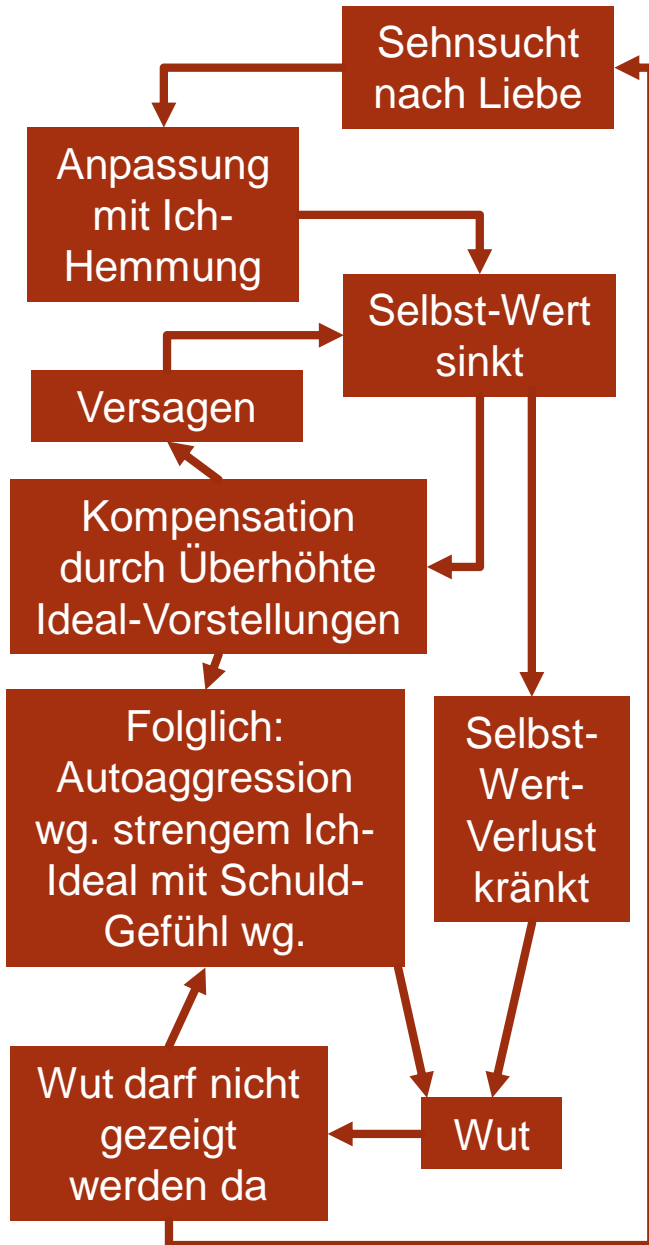 Sehnsucht
nach Liebe
Anpassung
mit Ich-
Hemmung
Selbst-Wert
sinkt
Versagen
Kompensation
durch Überhöhte
Ideal-Vorstellungen
Folglich:
Autoaggression
wg. strengem Ich-
Ideal mit Schuld-
Gefühl wg.
Selbst-
Wert-
Verlust
kränkt
Wut darf nicht
gezeigt
werden da
Wut